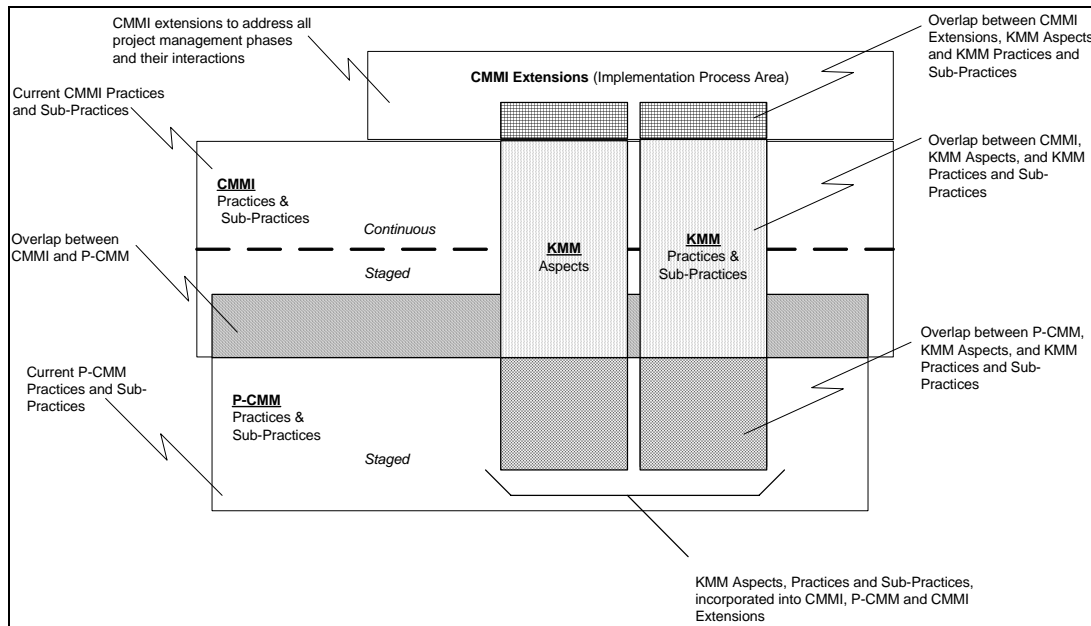 CMMI extensions to address all
project management phases
and their interactions
Overlap between CMMI
Extensions, KMM Aspects
and KMM Practices and
Sub-Practices
CMMI Extensions (Implementation Process Area)
Current CMMI Practices
and Sub-Practices
Overlap between CMMI,
KMM Aspects, and KMM
Practices and Sub-
Practices
CMMI
Practices &
Sub-Practices
Continuous
Overlap between
CMMI and P-CMM
KMM
Aspects
KMM
Practices &
Sub-Practices
Staged
Overlap between P-CMM,
KMM Aspects, and KMM
Practices and Sub-
Practices
Current P-CMM
Practices and Sub-
Practices
P-CMM
Practices &
Sub-Practices
Staged
KMM Aspects, Practices and Sub-Practices,
incorporated into CMMI, P-CMM and CMMI
Extensions